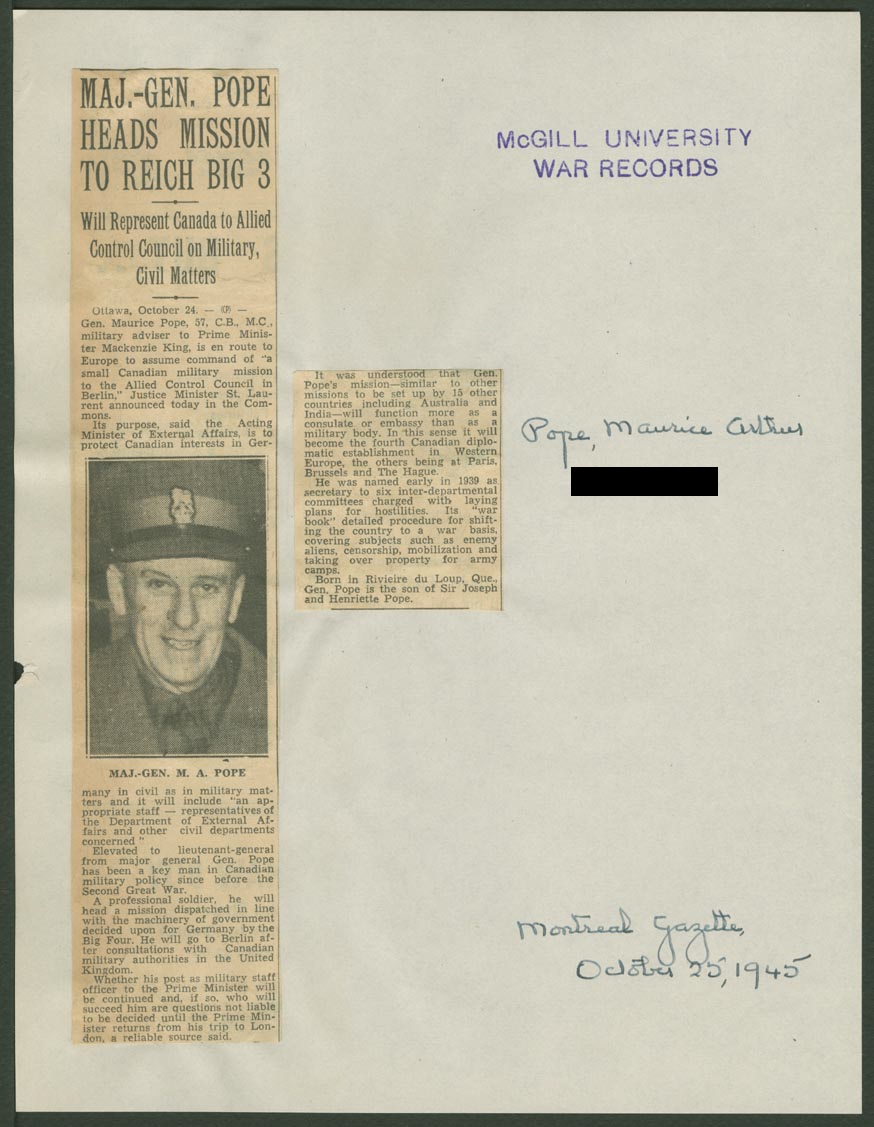 MAJ.-GEN. POPE
HEADS MISSION
TO REICH BIG 3
Will Represent Canada to Allied
Control Council on Military,
Civil Matters
Ottawa, October 24. — (CP) —
Gen. Maurice Pope, 57, C.B., M.C.,
military adviser to Prime Minis-
ter Mackenzie King, is en route to
Europe to assume command of "a
small Canadian military mission
to the Allied Control Council in
Berlin," Justice Minister St. Lau-
rent announced today in the Com-
mons.
Its purpose, said the Acting
Minister of External Affairs, is to
protect Canadian interests in Ger-
MAJ.-GEN. M. A. POPE
many in civil as in military mat-
ters and it will include "an ap-
propriate staff — representatives of
the Department of External Af-
fairs and other civil departments
concerned "
Elevated to lieutenant-general
from major general Gen. Pope
has been a key man in Canadian
military policy since before the
Second Great War.
A professional soldier, he will
head a mission dispatched in line
with the machinery of government
decided upon for Germany by the
Big Four. He will go to Berlin af-
ter consultations with Canadian
military authorities in the United
Kingdom.
Whether his post as military staff
officer to the Prime Minister will
be continued and, if so, who will
succeed him are questions not liable
to be decided until the Prime Min-
ister returns from his trip to Lon-
don, a reliable source said.
It was understood that Gen.
Pope's mission—similar to other
missions to be set up by 15 other
countries including Australia and
India—will function more as a
consulate or embassy than as a
military body. In this sense it will
become the fourth Canadian diplo-
matic establishment in Western
Europe, the others being at Paris,
Brussels and The Hague.
He was named early in 1939 as
secretary to six inter-departmental
committees charged with laying
plans for hostilities. Its "war
book" detailed procedure for shift-
ing the country to a war basis,
covering subjects such as enemy
aliens, censorship, mobilization and
taking over property for army
camps.
Born in Rivieire du Loup, Que.,
Gen. Pope is the son of Sir Joseph
and Henriette Pope.
McGILL UNIVERSITY
WAR RECORDS
Pope, Maurice Arthur
Montreal Gazette,
October 25, 1945